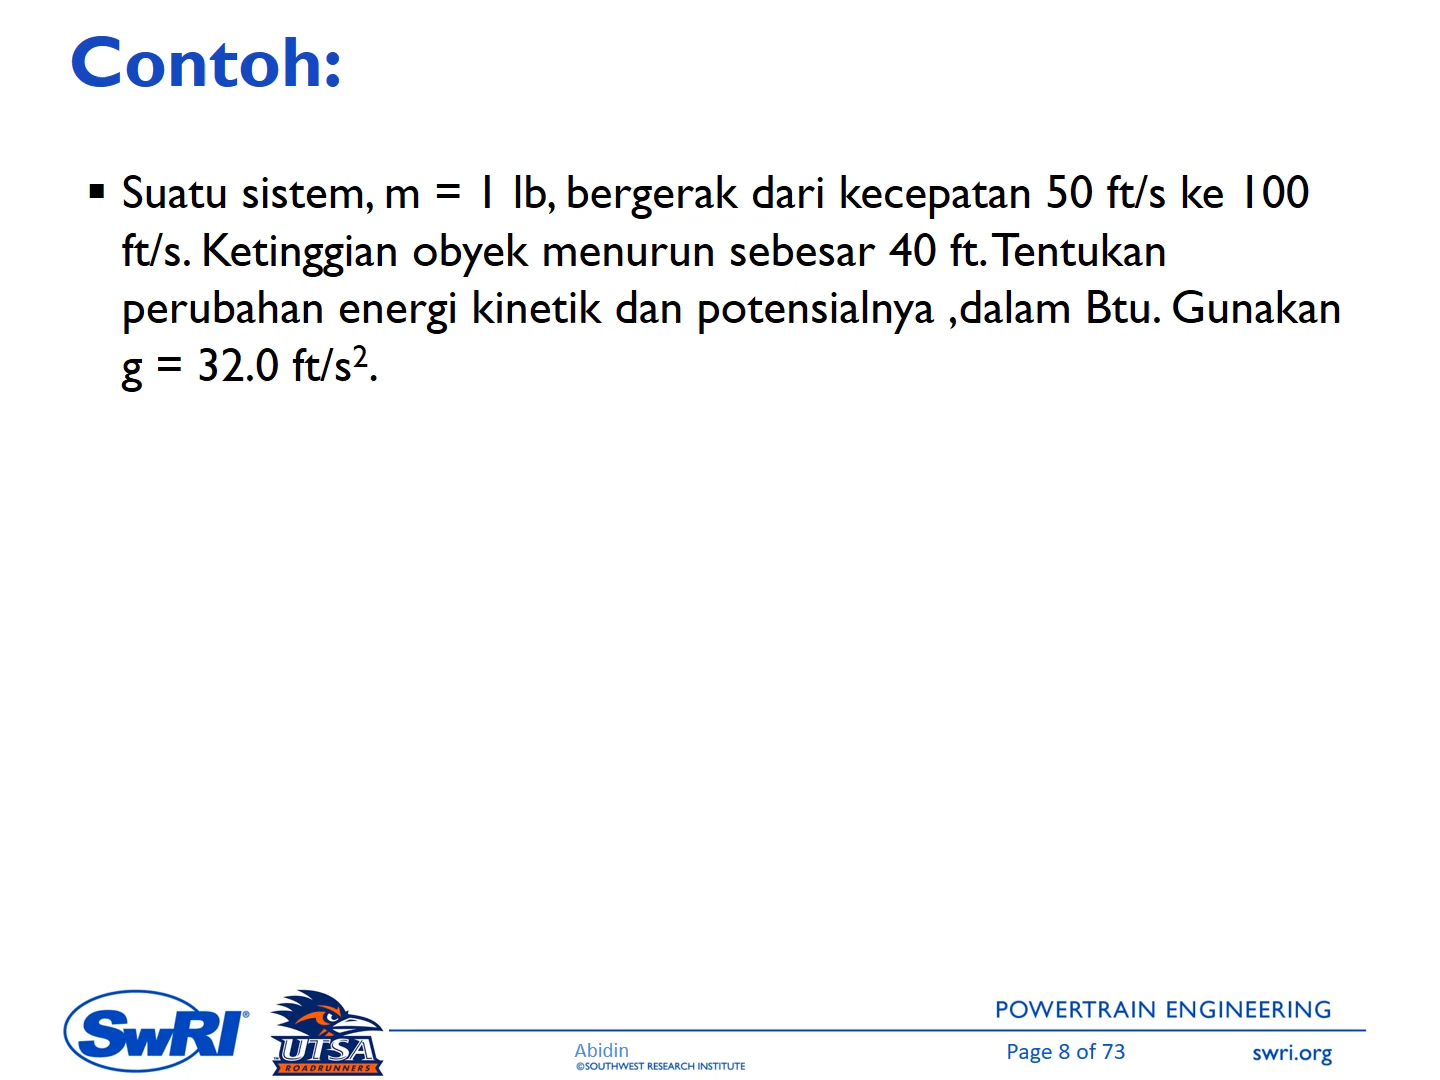 Contoh:
▪ Suatu sistem, m = 1 lb, bergerak dari kecepatan 50 ft/s ke 100
ft/s. Ketinggian obyek menurun sebesar 40 ft. Tentukan
perubahan energi kinetik dan potensialnya ,dalam Btu. Gunakan
g = 32.0 ft/s².
SwRI®
UTSA
ROADRUNNERS
Abidin
©SOUTHWEST RESEARCH INSTITUTE
POWERTRAIN ENGINEERING
Page 8 of 73
swri.org